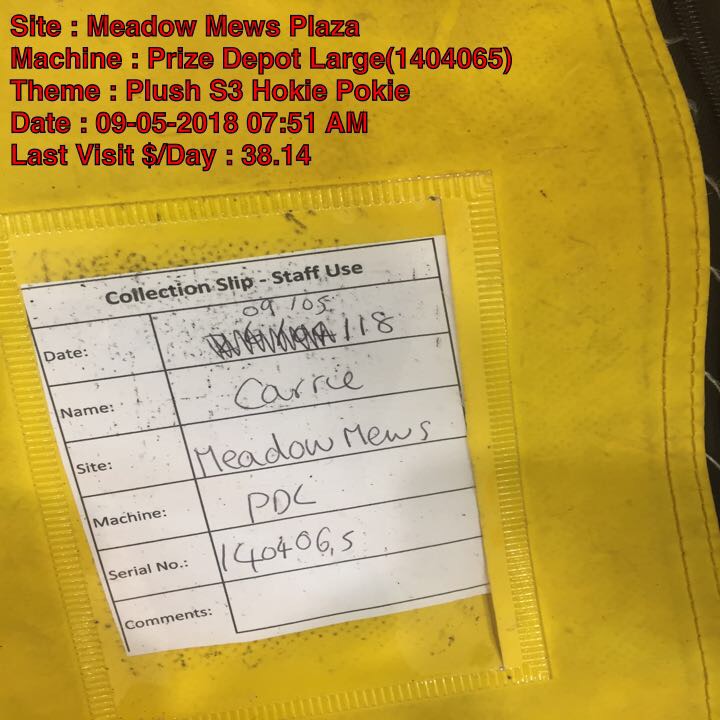 Site : Meadow Mews Plaza
Machine : Prize Depot Large(1404065)
Theme : Plush S3 Hokie Pokie
Date : 09-05-2018 07:51 AM
Last Visit $/Day : 38.14
Collection Slip - Staff Use
09 / 05
Date: /18
Name: Carrie
Site: Meadow Mews
Machine: PDL
Serial No.: 1404065
Comments: